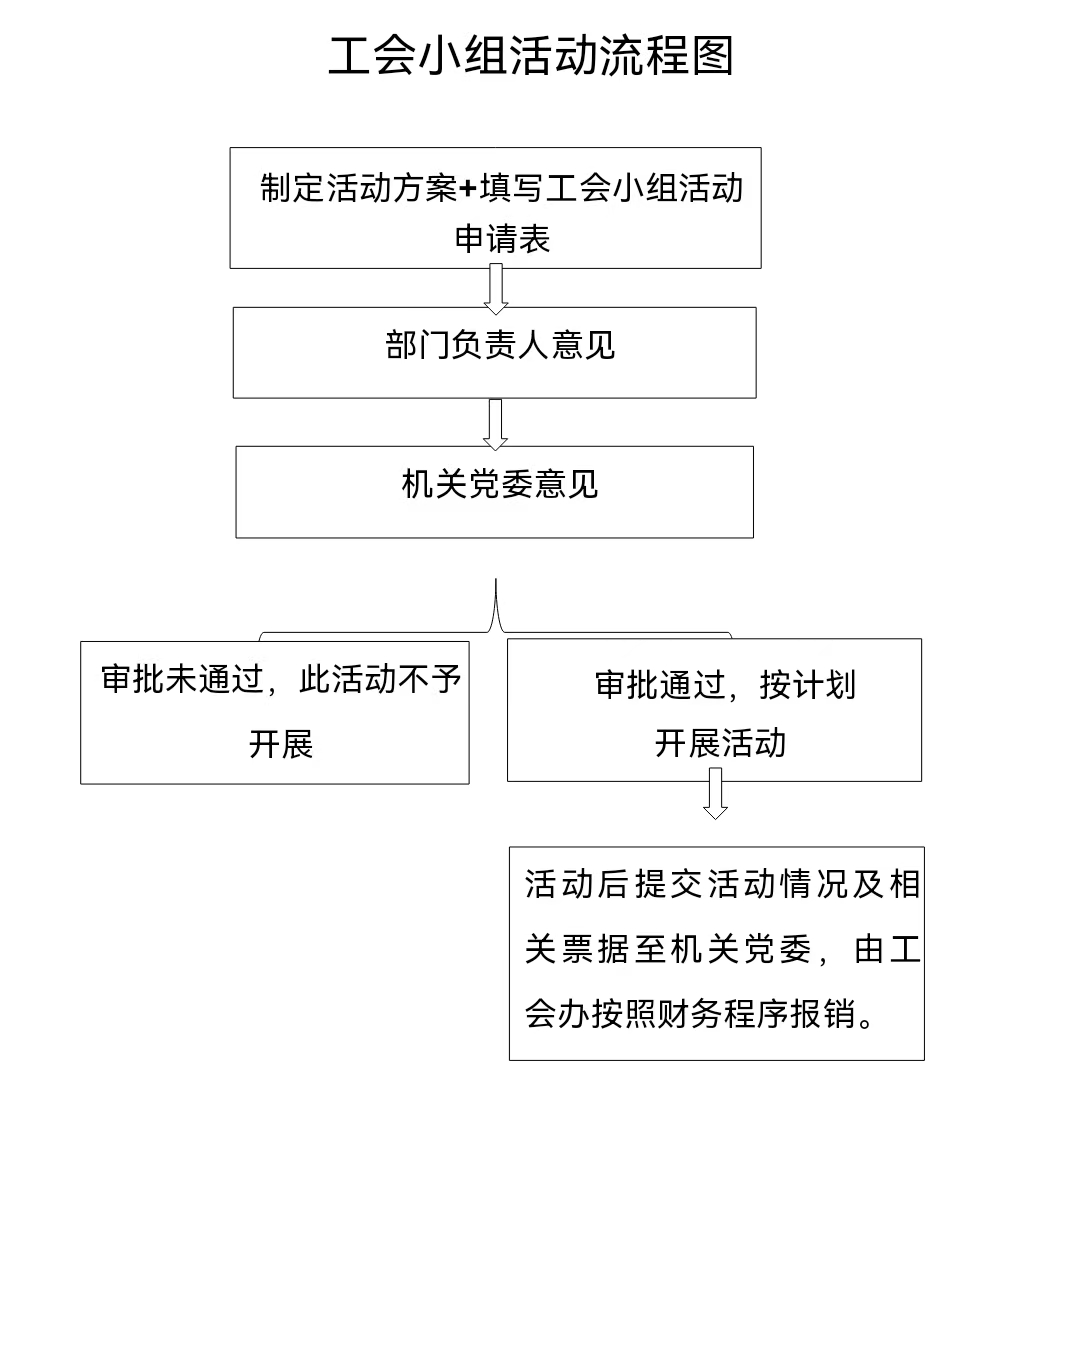 工会小组活动流程图
制定活动方案+填写工会小组活动
申请表
部门负责人意见
机关党委意见
审批未通过，此活动不予
开展
审批通过，按计划
开展活动
活动后提交活动情况及相
关票据至机关党委，由工
会办按照财务程序报销。